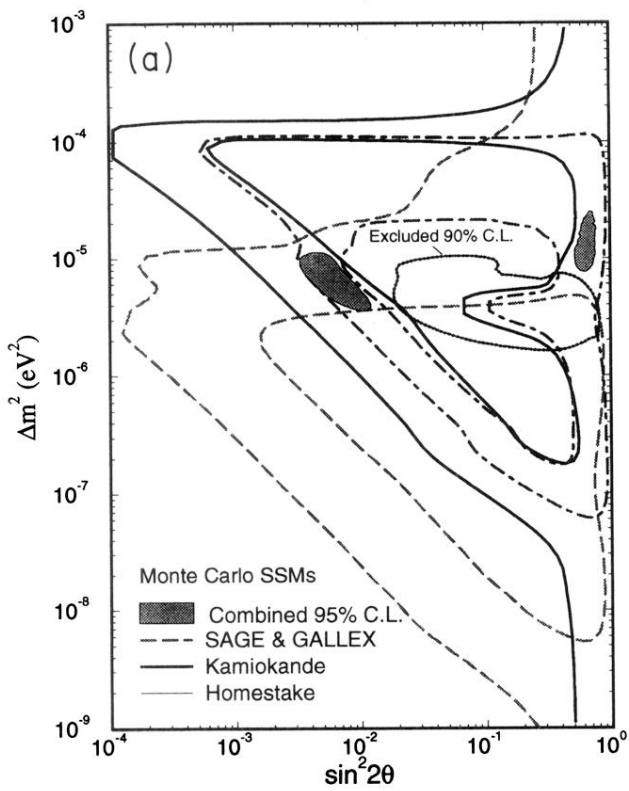 (a)
10⁻³
10⁻⁴
10⁻⁵
10⁻⁶
10⁻⁷
10⁻⁸
10⁻⁹
Δm² (eV²)
Excluded 90% C.L.
Monte Carlo SSMs
Combined 95% C.L.
SAGE & GALLEX
Kamiokande
Homestake
10⁻⁴ 10⁻³ 10⁻² 10⁻¹ 10⁰
sin²2θ